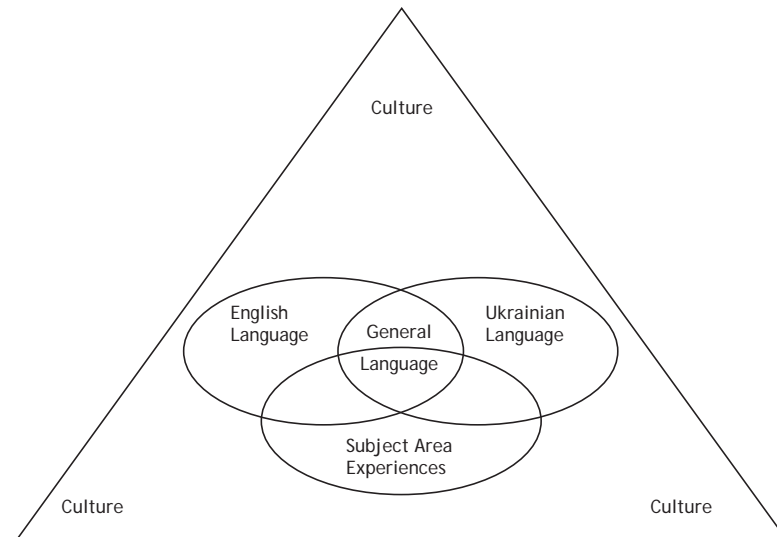 Culture
English
Language
General
Language
Ukrainian
Language
Subject Area
Experiences
Culture
Culture